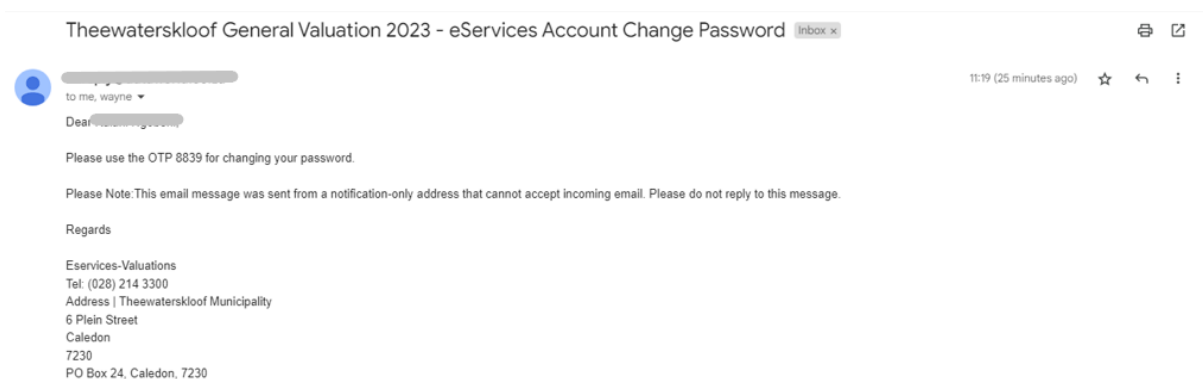 Theewaterskloof General Valuation 2023 - eServices Account Change Password Inbox x
11:19 (25 minutes ago)
to me, wayne
Dear
Please use the OTP 8839 for changing your password.
Please Note:This email message was sent from a notification-only address that cannot accept incoming email. Please do not reply to this message.
Regards
Eservices-Valuations
Tel: (028) 214 3300
Address | Theewaterskloof Municipality
6 Plein Street
Caledon
7230
PO Box 24, Caledon, 7230